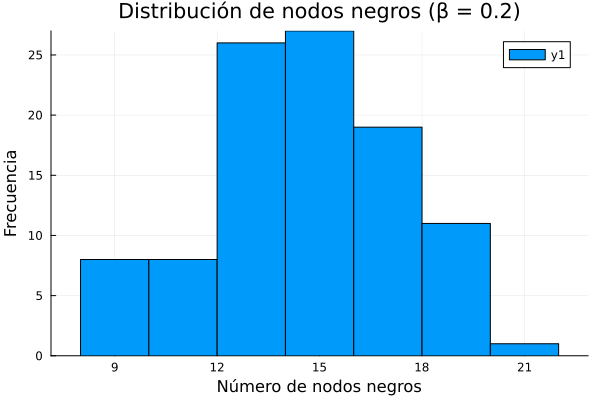 Distribución de nodos negros (β = 0.2)
y1
Frecuencia
25
20
15
10
5
0
9 12 15 18 21
Número de nodos negros